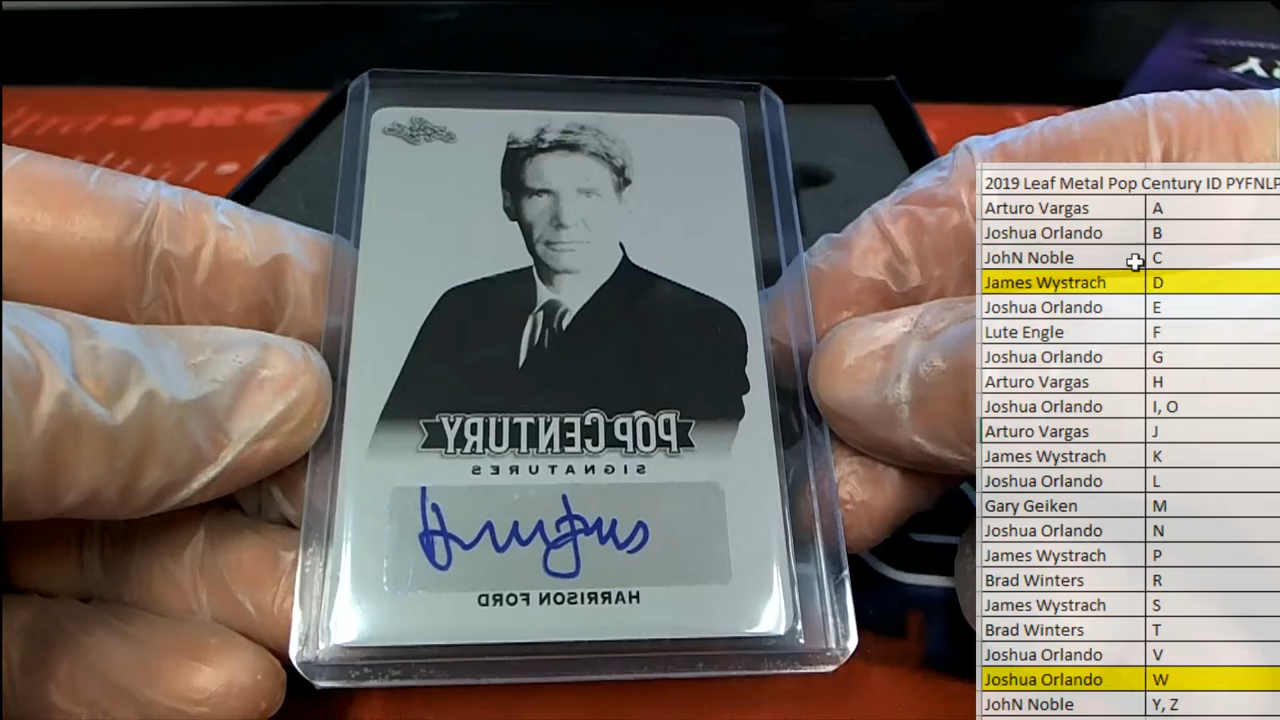 PRO
RY
POP CENTURY
SIGNATURES
HARRISON FORD
2019 Leaf Metal Pop Century ID PYFNLP
Arturo Vargas A
Joshua Orlando B
JohN Noble C
James Wystrach D
Joshua Orlando E
Lute Engle F
Joshua Orlando G
Arturo Vargas H
Joshua Orlando I, O
Arturo Vargas J
James Wystrach K
Joshua Orlando L
Gary Geiken M
Joshua Orlando N
James Wystrach P
Brad Winters R
James Wystrach S
Brad Winters T
Joshua Orlando V
Joshua Orlando W
JohN Noble Y, Z